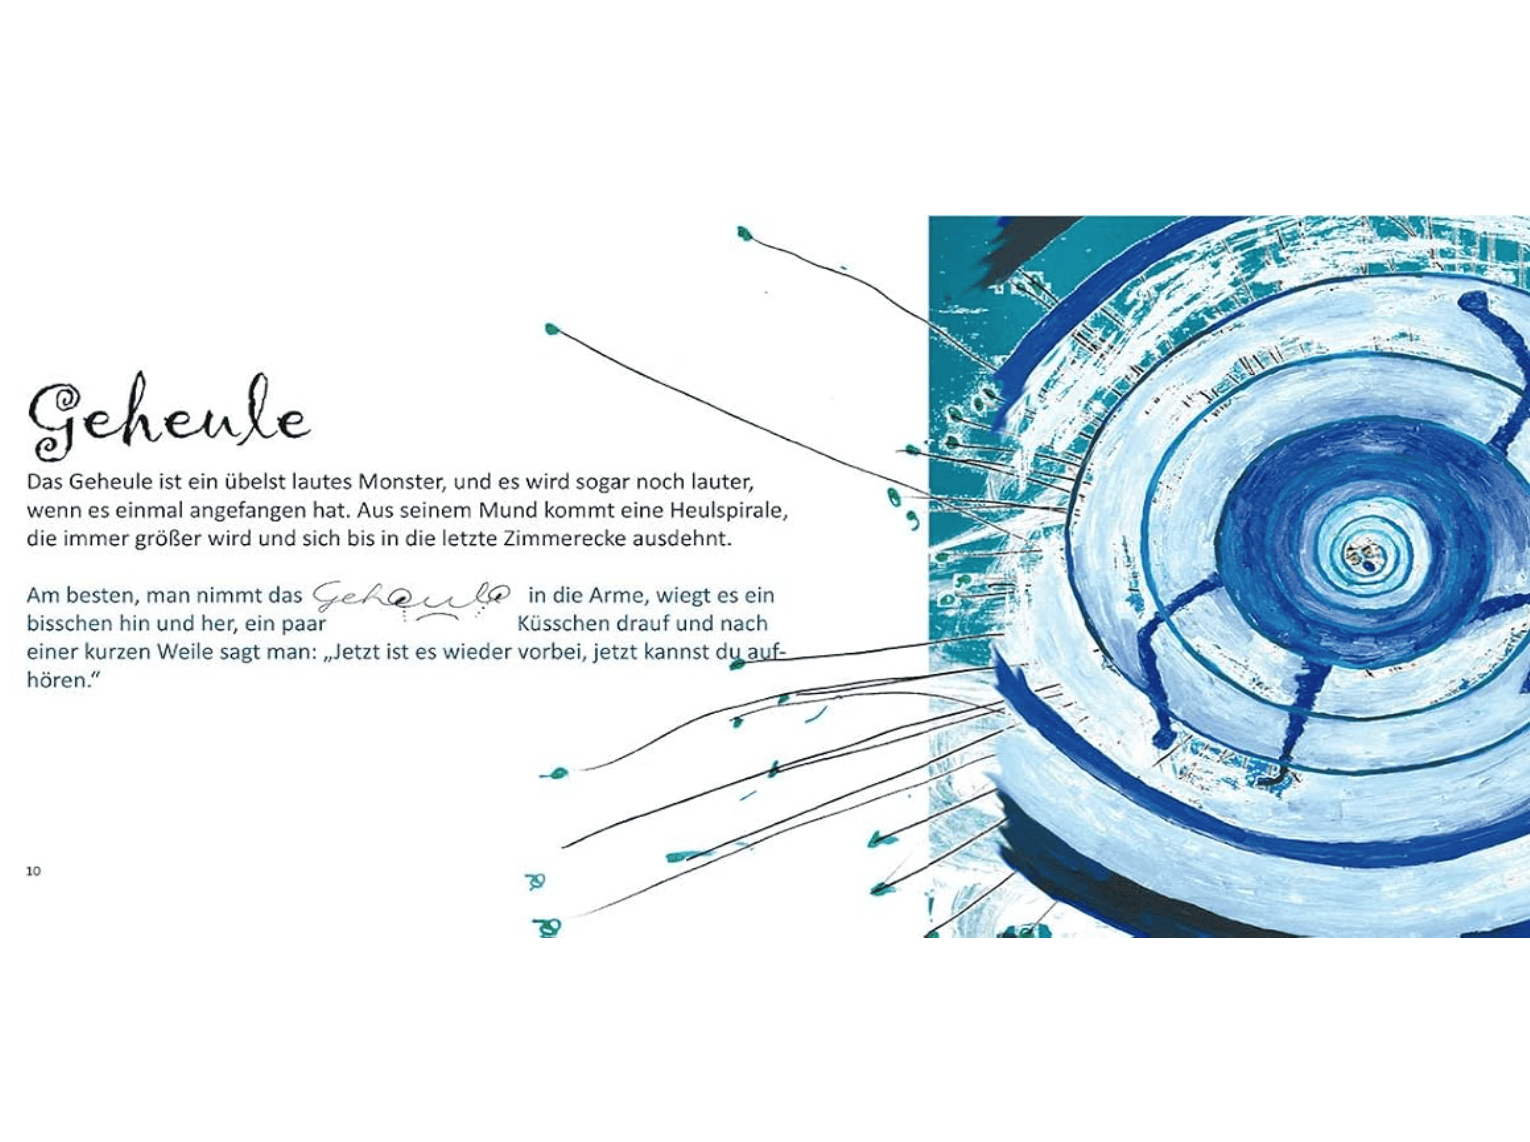 Geheule
Das Geheule ist ein übelst lautes Monster, und es wird sogar noch lauter,
wenn es einmal angefangen hat. Aus seinem Mund kommt eine Heulspirale,
die immer größer wird und sich bis in die letzte Zimmerecke ausdehnt.
Am besten, man nimmt das Geheule in die Arme, wiegt es ein
bisschen hin und her, ein paar Küsschen drauf und nach
einer kurzen Weile sagt man: „Jetzt ist es wieder vorbei, jetzt kannst du auf-
hören.“
10